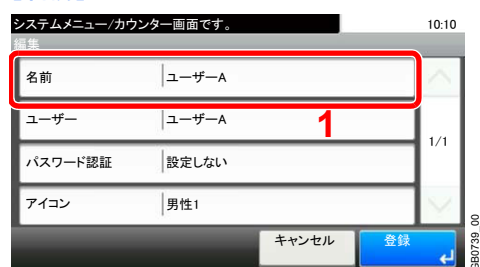 システムメニュー/カウンター画面です。 10:10
編集
名前 ユーザーA
ユーザー ユーザーA
1
1/1
パスワード認証 設定しない
アイコン 男性1
キャンセル 登録
GB0739_00